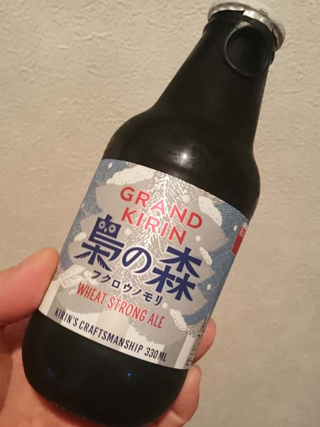 GRAND
KIRIN
梟の森
フクロウノモリ
WHEAT STRONG ALE
KIRIN'S CRAFTSMANSHIP 330ML